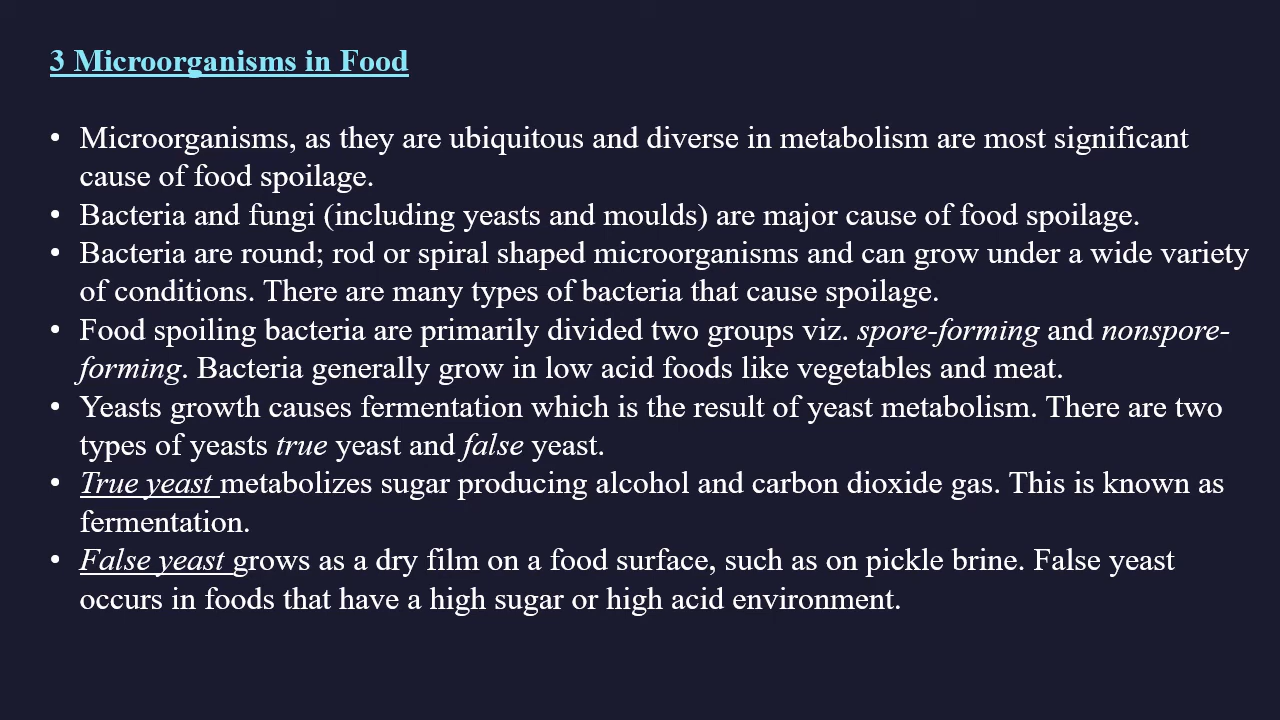 3 Microorganisms in Food
• Microorganisms, as they are ubiquitous and diverse in metabolism are most significant
cause of food spoilage.
• Bacteria and fungi (including yeasts and moulds) are major cause of food spoilage.
• Bacteria are round; rod or spiral shaped microorganisms and can grow under a wide variety
of conditions. There are many types of bacteria that cause spoilage.
• Food spoiling bacteria are primarily divided two groups viz. spore-forming and nonspore-
forming. Bacteria generally grow in low acid foods like vegetables and meat.
• Yeasts growth causes fermentation which is the result of yeast metabolism. There are two
types of yeasts true yeast and false yeast.
• True yeast metabolizes sugar producing alcohol and carbon dioxide gas. This is known as
fermentation.
• False yeast grows as a dry film on a food surface, such as on pickle brine. False yeast
occurs in foods that have a high sugar or high acid environment.